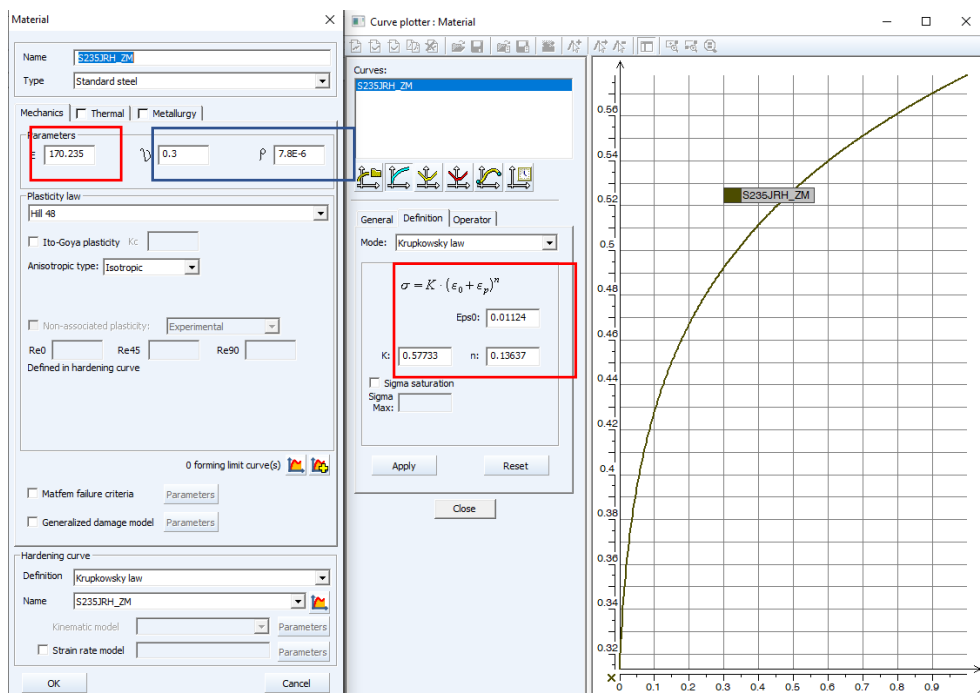 Material
Name S235JRH_ZM
Type Standard steel
Mechanics Thermal Metallurgy
Parameters
E 170.235 υ 0.3 ρ 7.8E-6
Plasticity law
Hill 48
Ito-Goya plasticity Kc
Anisotropic type: Isotropic
Non-associated plasticity: Experimental
Re0 Re45 Re90
Defined in hardening curve
0 forming limit curve(s)
Matfem failure criteria Parameters
Generalized damage model Parameters
Hardening curve
Definition Krupkowsky law
Name S235JRH_ZM
Kinematic model Parameters
Strain rate model Parameters
OK Cancel
Curve plotter : Material
Curves:
S235JRH_ZM
General Definition Operator
Mode: Krupkowsky law
σ = K · (ε₀ + εₚ)ⁿ
Eps0: 0.01124
K: 0.57733 n: 0.13637
Sigma saturation
Sigma
Max:
Apply Reset
Close
0.56
0.54
S235JRH_ZM
0.52
0.5
0.48
0.46
0.44
0.42
0.4
0.38
0.36
0.34
0.32
0 0.1 0.2 0.3 0.4 0.5 0.6 0.7 0.8 0.9